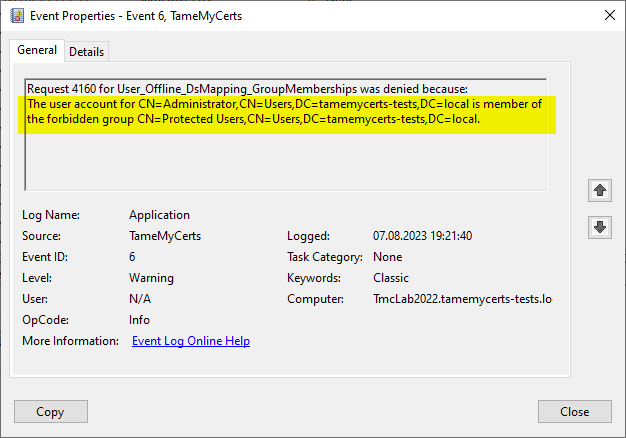 Event Properties - Event 6, TameMyCerts
General
Details
Request 4160 for User_Offline_DsMapping_GroupMemberships was denied because:
The user account for CN=Administrator,CN=Users,DC=tamemycerts-tests,DC=local is member of
the forbidden group CN=Protected Users,CN=Users,DC=tamemycerts-tests,DC=local.
Log Name: Application
Source: TameMyCerts Logged: 07.08.2023 19:21:40
Event ID: 6 Task Category: None
Level: Warning Keywords: Classic
User: N/A Computer: TmcLab2022.tamemycerts-tests.lo
OpCode: Info
More Information: Event Log Online Help
Copy Close